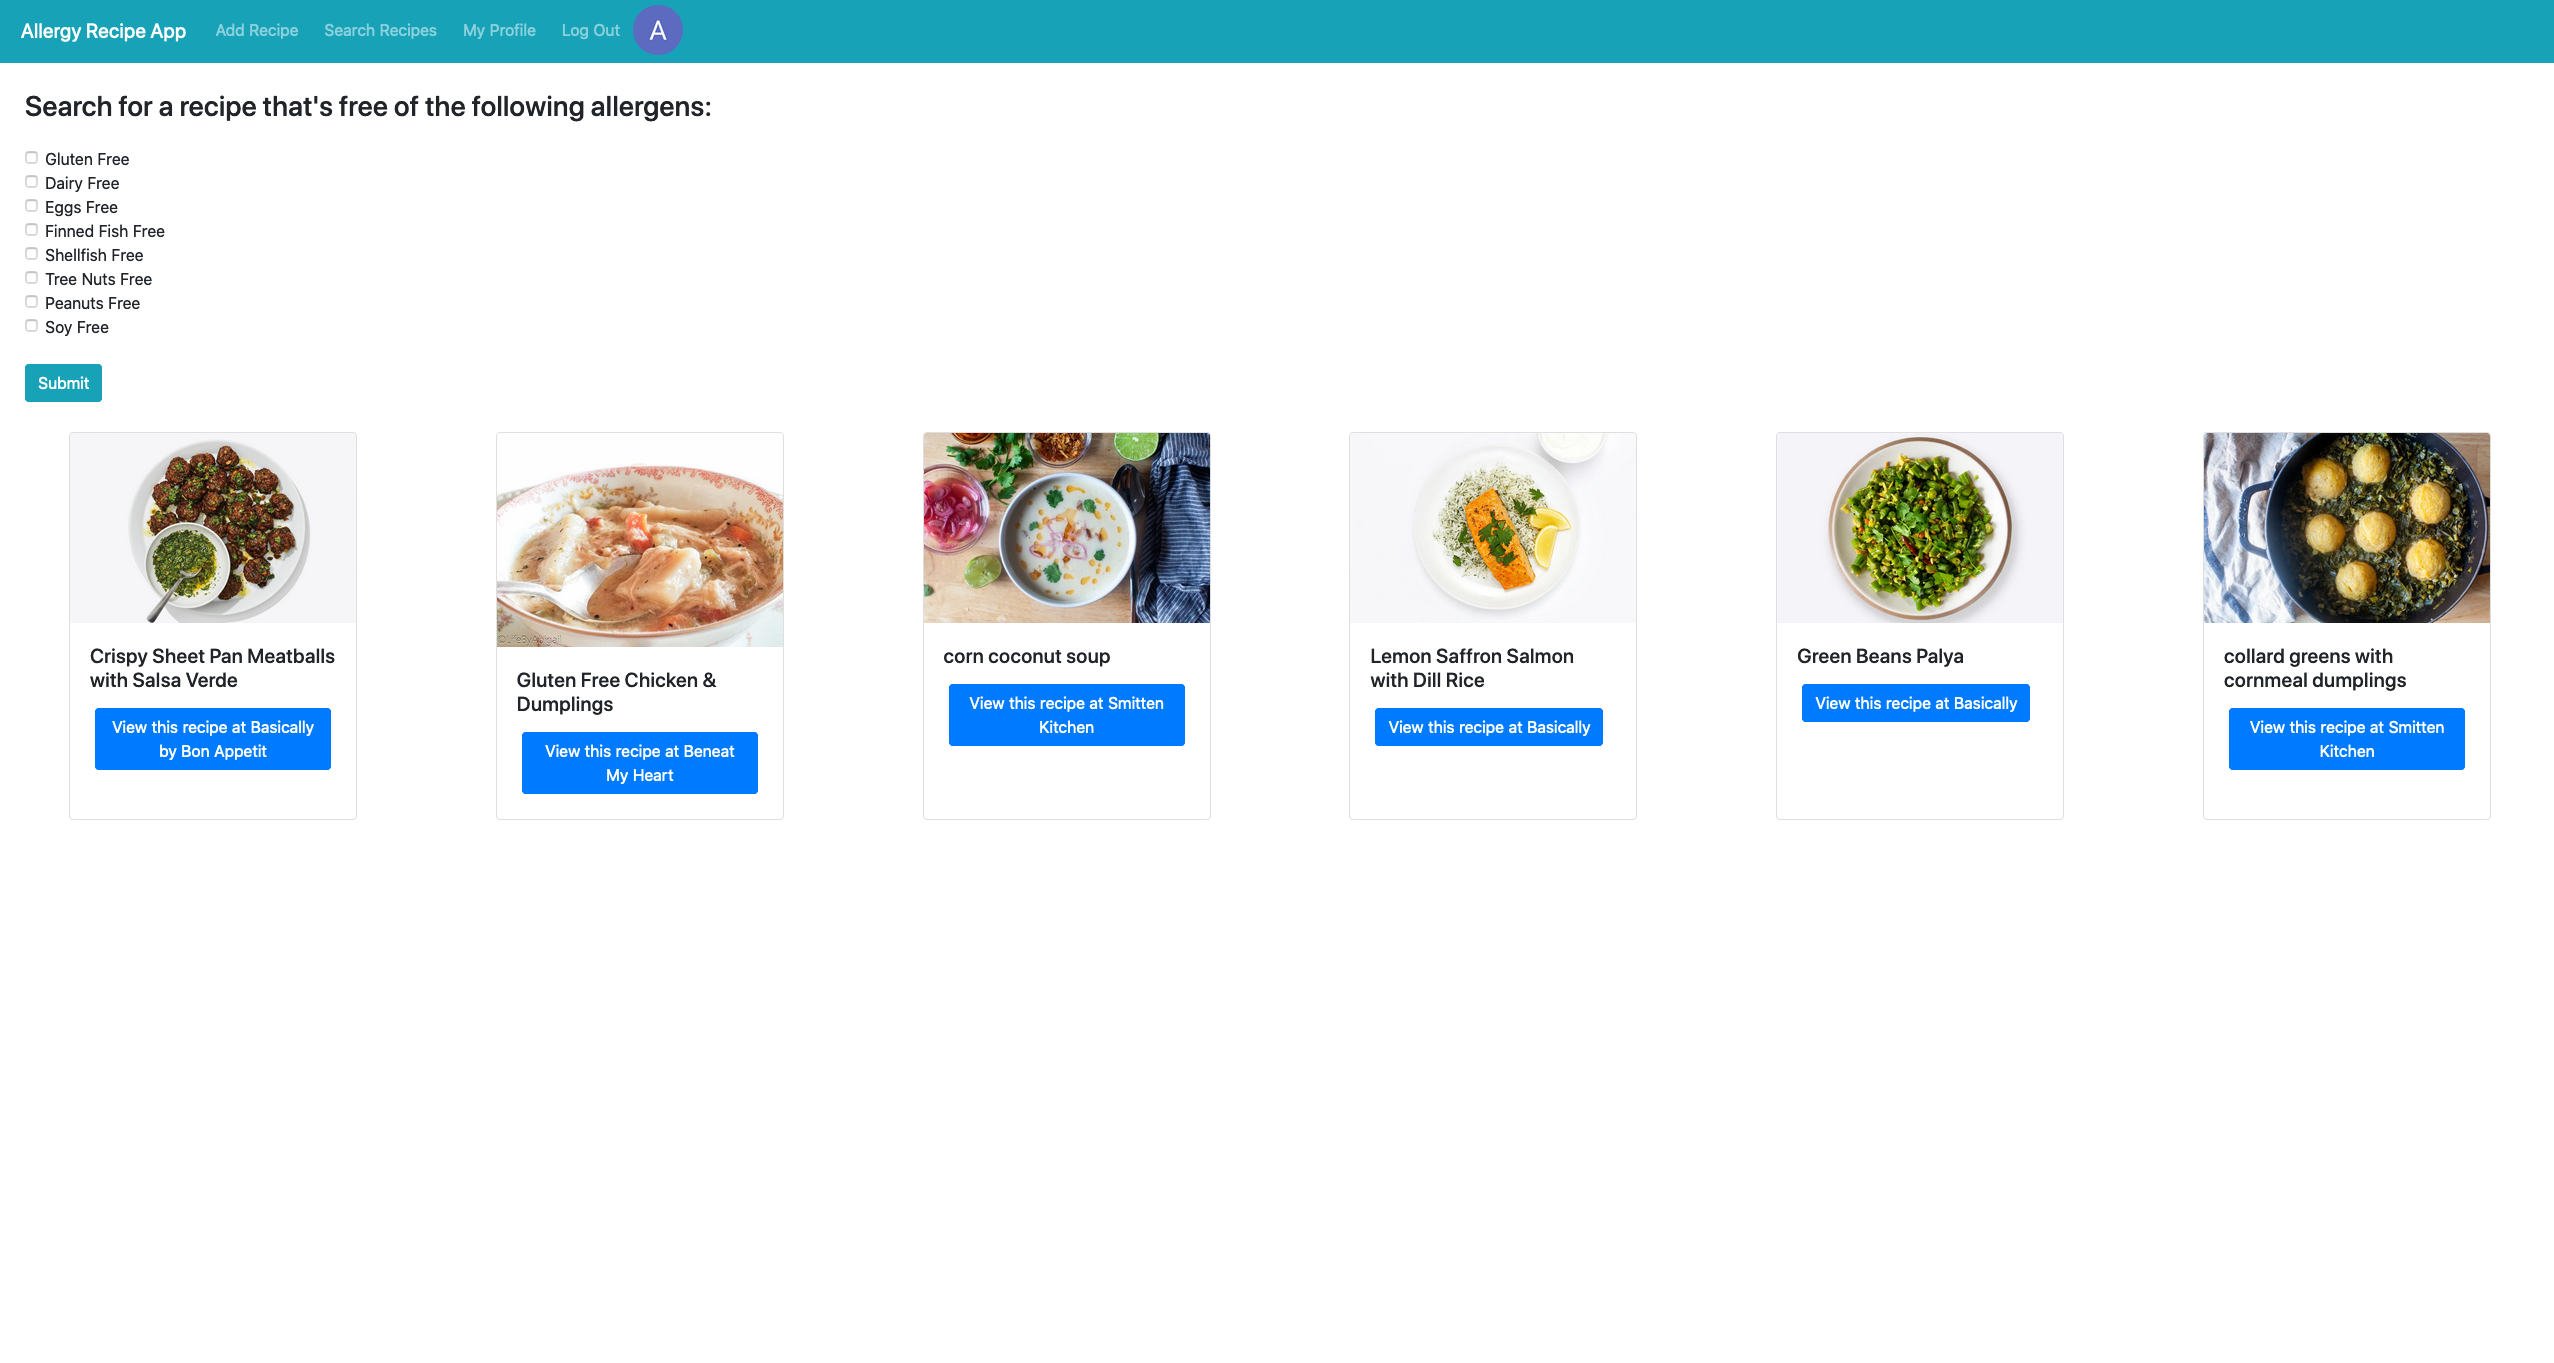 Allergy Recipe App Add Recipe Search Recipes My Profile Log Out A
Search for a recipe that's free of the following allergens:
Gluten Free
Dairy Free
Eggs Free
Finned Fish Free
Shellfish Free
Tree Nuts Free
Peanuts Free
Soy Free
Submit
Crispy Sheet Pan Meatballs
with Salsa Verde
View this recipe at Basically
by Bon Appetit
©LifeByAbigail
Gluten Free Chicken &
Dumplings
View this recipe at Beneat
My Heart
corn coconut soup
View this recipe at Smitten
Kitchen
Lemon Saffron Salmon
with Dill Rice
View this recipe at Basically
Green Beans Palya
View this recipe at Basically
collard greens with
cornmeal dumplings
View this recipe at Smitten
Kitchen